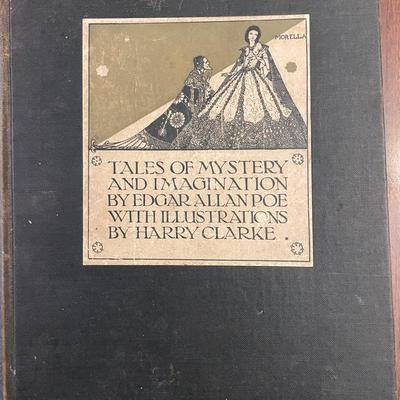 MORELLA
TALES OF MYSTERY
AND IMAGINATION
BY EDGAR ALLAN POE
WITH ILLUSTRATIONS
BY HARRY CLARKE .